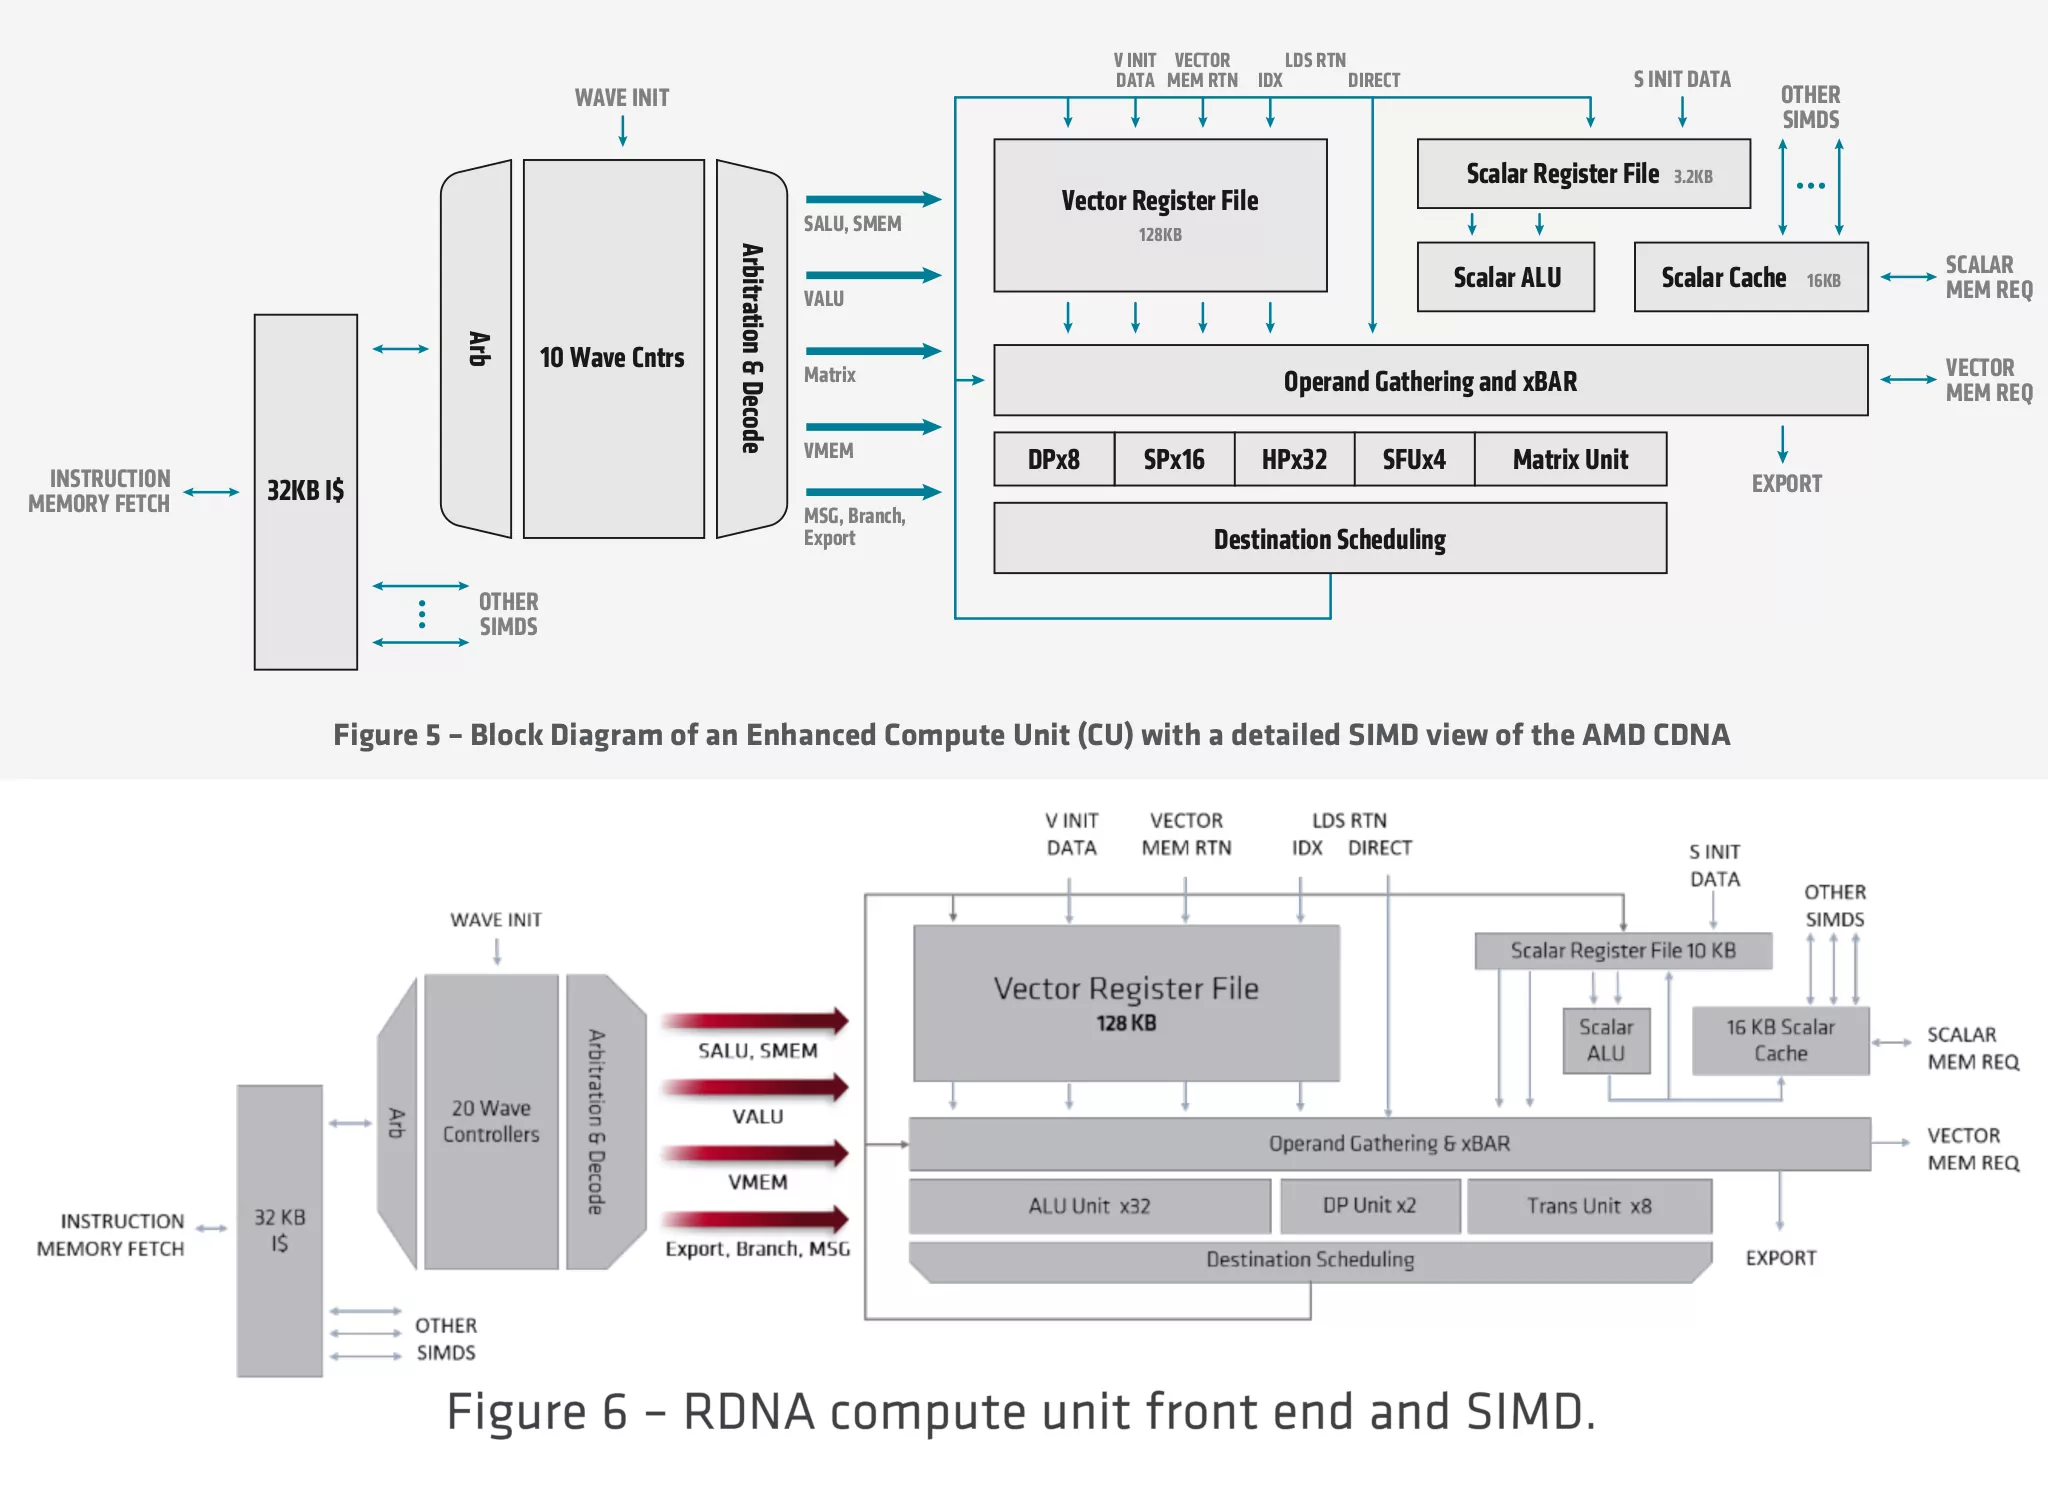 V INIT
DATA
VECTOR
MEM RTN
LDS RTN
IDX
DIRECT
S INIT DATA
OTHER
SIMDS
WAVE INIT
Vector Register File
128KB
Scalar Register File 3.2KB
Scalar ALU
Scalar Cache 16KB
SCALAR
MEM REQ
SALU, SMEM
VALU
Matrix
VMEM
MSG, Branch,
Export
Arb
10 Wave Cntrs
Arbitration & Decode
Operand Gathering and xBAR
VECTOR
MEM REQ
DPx8
SPx16
HPx32
SFUx4
Matrix Unit
EXPORT
INSTRUCTION
MEMORY FETCH
32KB I$
Destination Scheduling
OTHER
SIMDS
Figure 5 – Block Diagram of an Enhanced Compute Unit (CU) with a detailed SIMD view of the AMD CDNA
V INIT
DATA
VECTOR
MEM RTN
LDS RTN
IDX DIRECT
S INIT
DATA
OTHER
SIMDS
WAVE INIT
Vector Register File
128 KB
Scalar Register File 10 KB
Scalar
ALU
16 KB Scalar
Cache
SCALAR
MEM REQ
SALU, SMEM
VALU
VMEM
Export, Branch, MSG
Arb
20 Wave
Controllers
Arbitration & Decode
Operand Gathering & xBAR
VECTOR
MEM REQ
ALU Unit x32
DP Unit x2
Trans Unit x8
INSTRUCTION
MEMORY FETCH
32 KB
I$
Destination Scheduling
EXPORT
OTHER
SIMDS
Figure 6 – RDNA compute unit front end and SIMD.